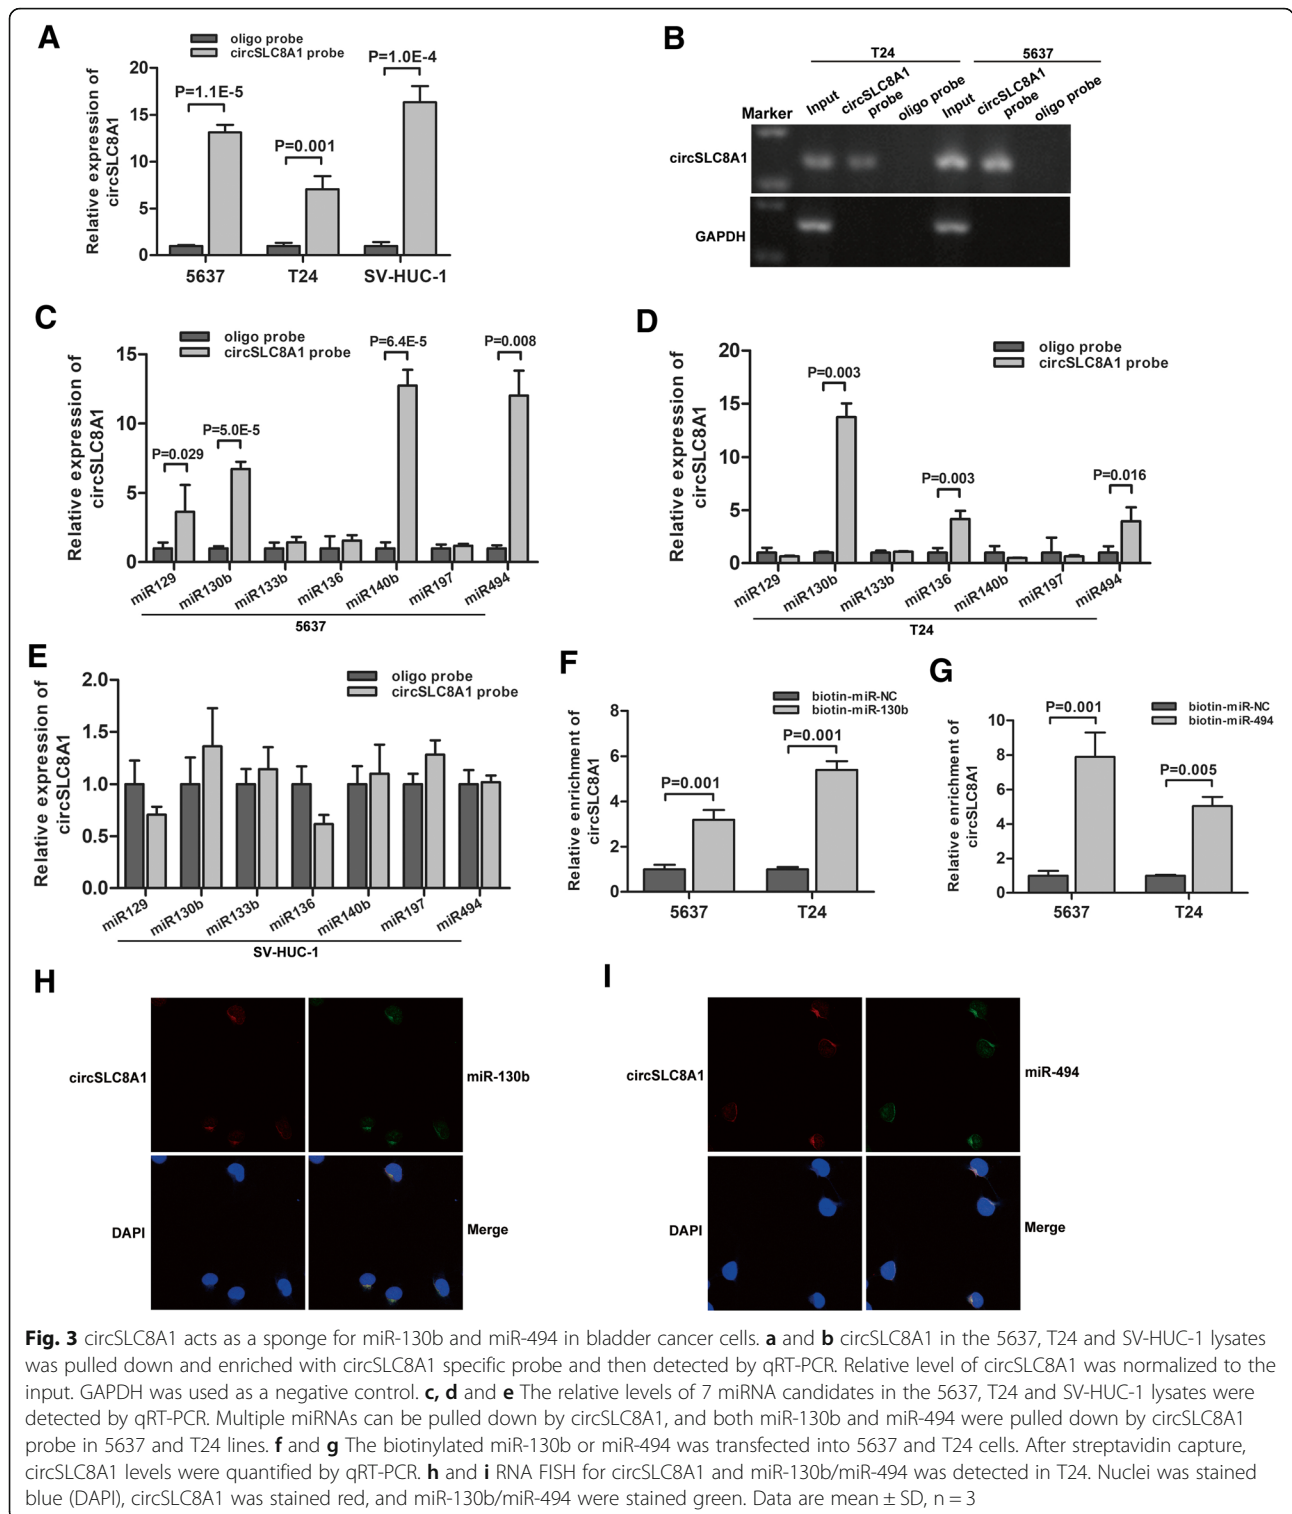 A
oligo probe
circSLC8A1 probe
Relative expression of
circSLC8A1
20
15
10
5
0
P=1.1E-5
P=0.001
P=1.0E-4
5637
T24
SV-HUC-1
B
T24
5637
Marker
Input
circSLC8A1
probe
oligo probe
Input
circSLC8A1
probe
oligo probe
circSLC8A1
GAPDH
C
oligo probe
circSLC8A1 probe
Relative expression of
circSLC8A1
15
10
5
0
P=0.029
P=5.0E-5
P=6.4E-5
P=0.008
miR129
miR130b
miR133b
miR136
miR140b
miR197
miR494
5637
D
oligo probe
circSLC8A1 probe
Relative expression of
circSLC8A1
20
15
10
5
0
P=0.003
P=0.003
P=0.016
miR129
miR130b
miR133b
miR136
miR140b
miR197
miR494
T24
E
oligo probe
circSLC8A1 probe
Relative expression of
circSLC8A1
2.0
1.5
1.0
0.5
0.0
miR129
miR130b
miR133b
miR136
miR140b
miR197
miR494
SV-HUC-1
F
biotin-miR-NC
biotin-miR-130b
Relative enrichment of
circSLC8A1
8
6
4
2
0
P=0.001
P=0.001
5637
T24
G
biotin-miR-NC
biotin-miR-494
Relative enrichment of
circSLC8A1
10
8
6
4
2
0
P=0.001
P=0.005
5637
T24
H
circSLC8A1
miR-130b
DAPI
Merge
I
circSLC8A1
miR-494
DAPI
Merge
Fig. 3 circSLC8A1 acts as a sponge for miR-130b and miR-494 in bladder cancer cells. a and b circSLC8A1 in the 5637, T24 and SV-HUC-1 lysates
was pulled down and enriched with circSLC8A1 specific probe and then detected by qRT-PCR. Relative level of circSLC8A1 was normalized to the
input. GAPDH was used as a negative control. c, d and e The relative levels of 7 miRNA candidates in the 5637, T24 and SV-HUC-1 lysates were
detected by qRT-PCR. Multiple miRNAs can be pulled down by circSLC8A1, and both miR-130b and miR-494 were pulled down by circSLC8A1
probe in 5637 and T24 lines. f and g The biotinylated miR-130b or miR-494 was transfected into 5637 and T24 cells. After streptavidin capture,
circSLC8A1 levels were quantified by qRT-PCR. h and i RNA FISH for circSLC8A1 and miR-130b/miR-494 was detected in T24. Nuclei was stained
blue (DAPI), circSLC8A1 was stained red, and miR-130b/miR-494 were stained green. Data are mean ± SD, n = 3